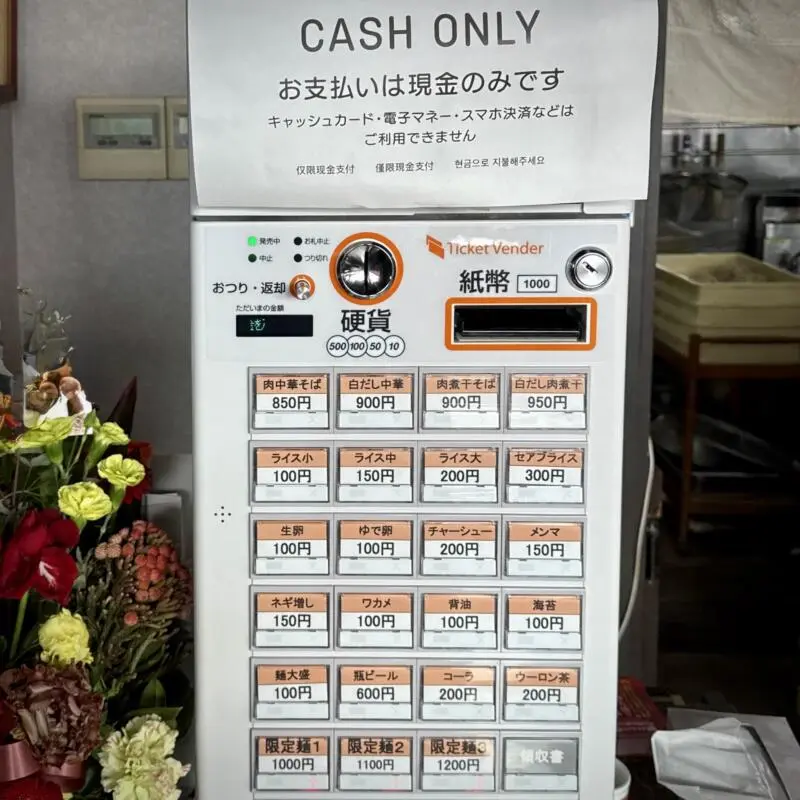 CASH ONLY
お支払いは現金のみです
キャッシュカード・電子マネー・スマホ決済などは
ご利用できません
仅限现金支付 僅限現金支付 현금으로 지불해주세요
発売中 お札中止
中止 つり切れ
おつり・返却
ただいまの金額
硬貨
500 100 50 10
Ticket Vender
紙幣 1000
肉中華そば 白だし中華 肉煮干そば 白だし肉煮干
850円 900円 900円 950円
ライス小 ライス中 ライス大 セアブライス
100円 150円 200円 300円
生卵 ゆで卵 チャーシュー メンマ
100円 100円 200円 150円
ネギ増し ワカメ 背油 海苔
150円 100円 100円 100円
麺大盛 瓶ビール コーラ ウーロン茶
100円 600円 200円 200円
限定麺1 限定麺2 限定麺3 領収書
1000円 1100円 1200円